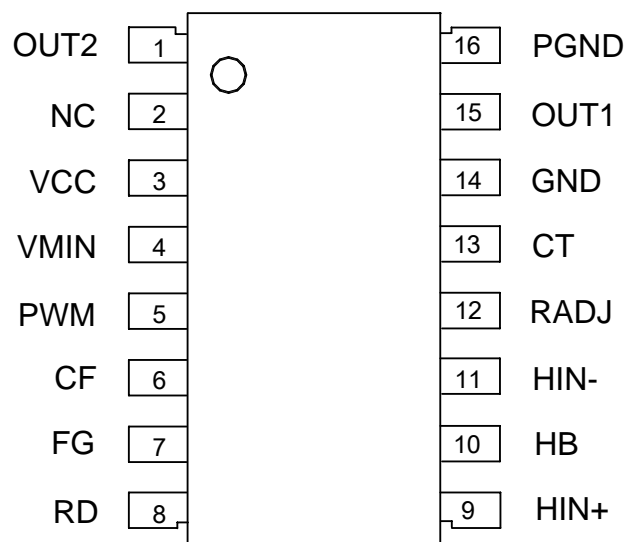 OUT2 1 16 PGND
NC 2 15 OUT1
VCC 3 14 GND
VMIN 4 13 CT
PWM 5 12 RADJ
CF 6 11 HIN-
FG 7 10 HB
RD 8 9 HIN+